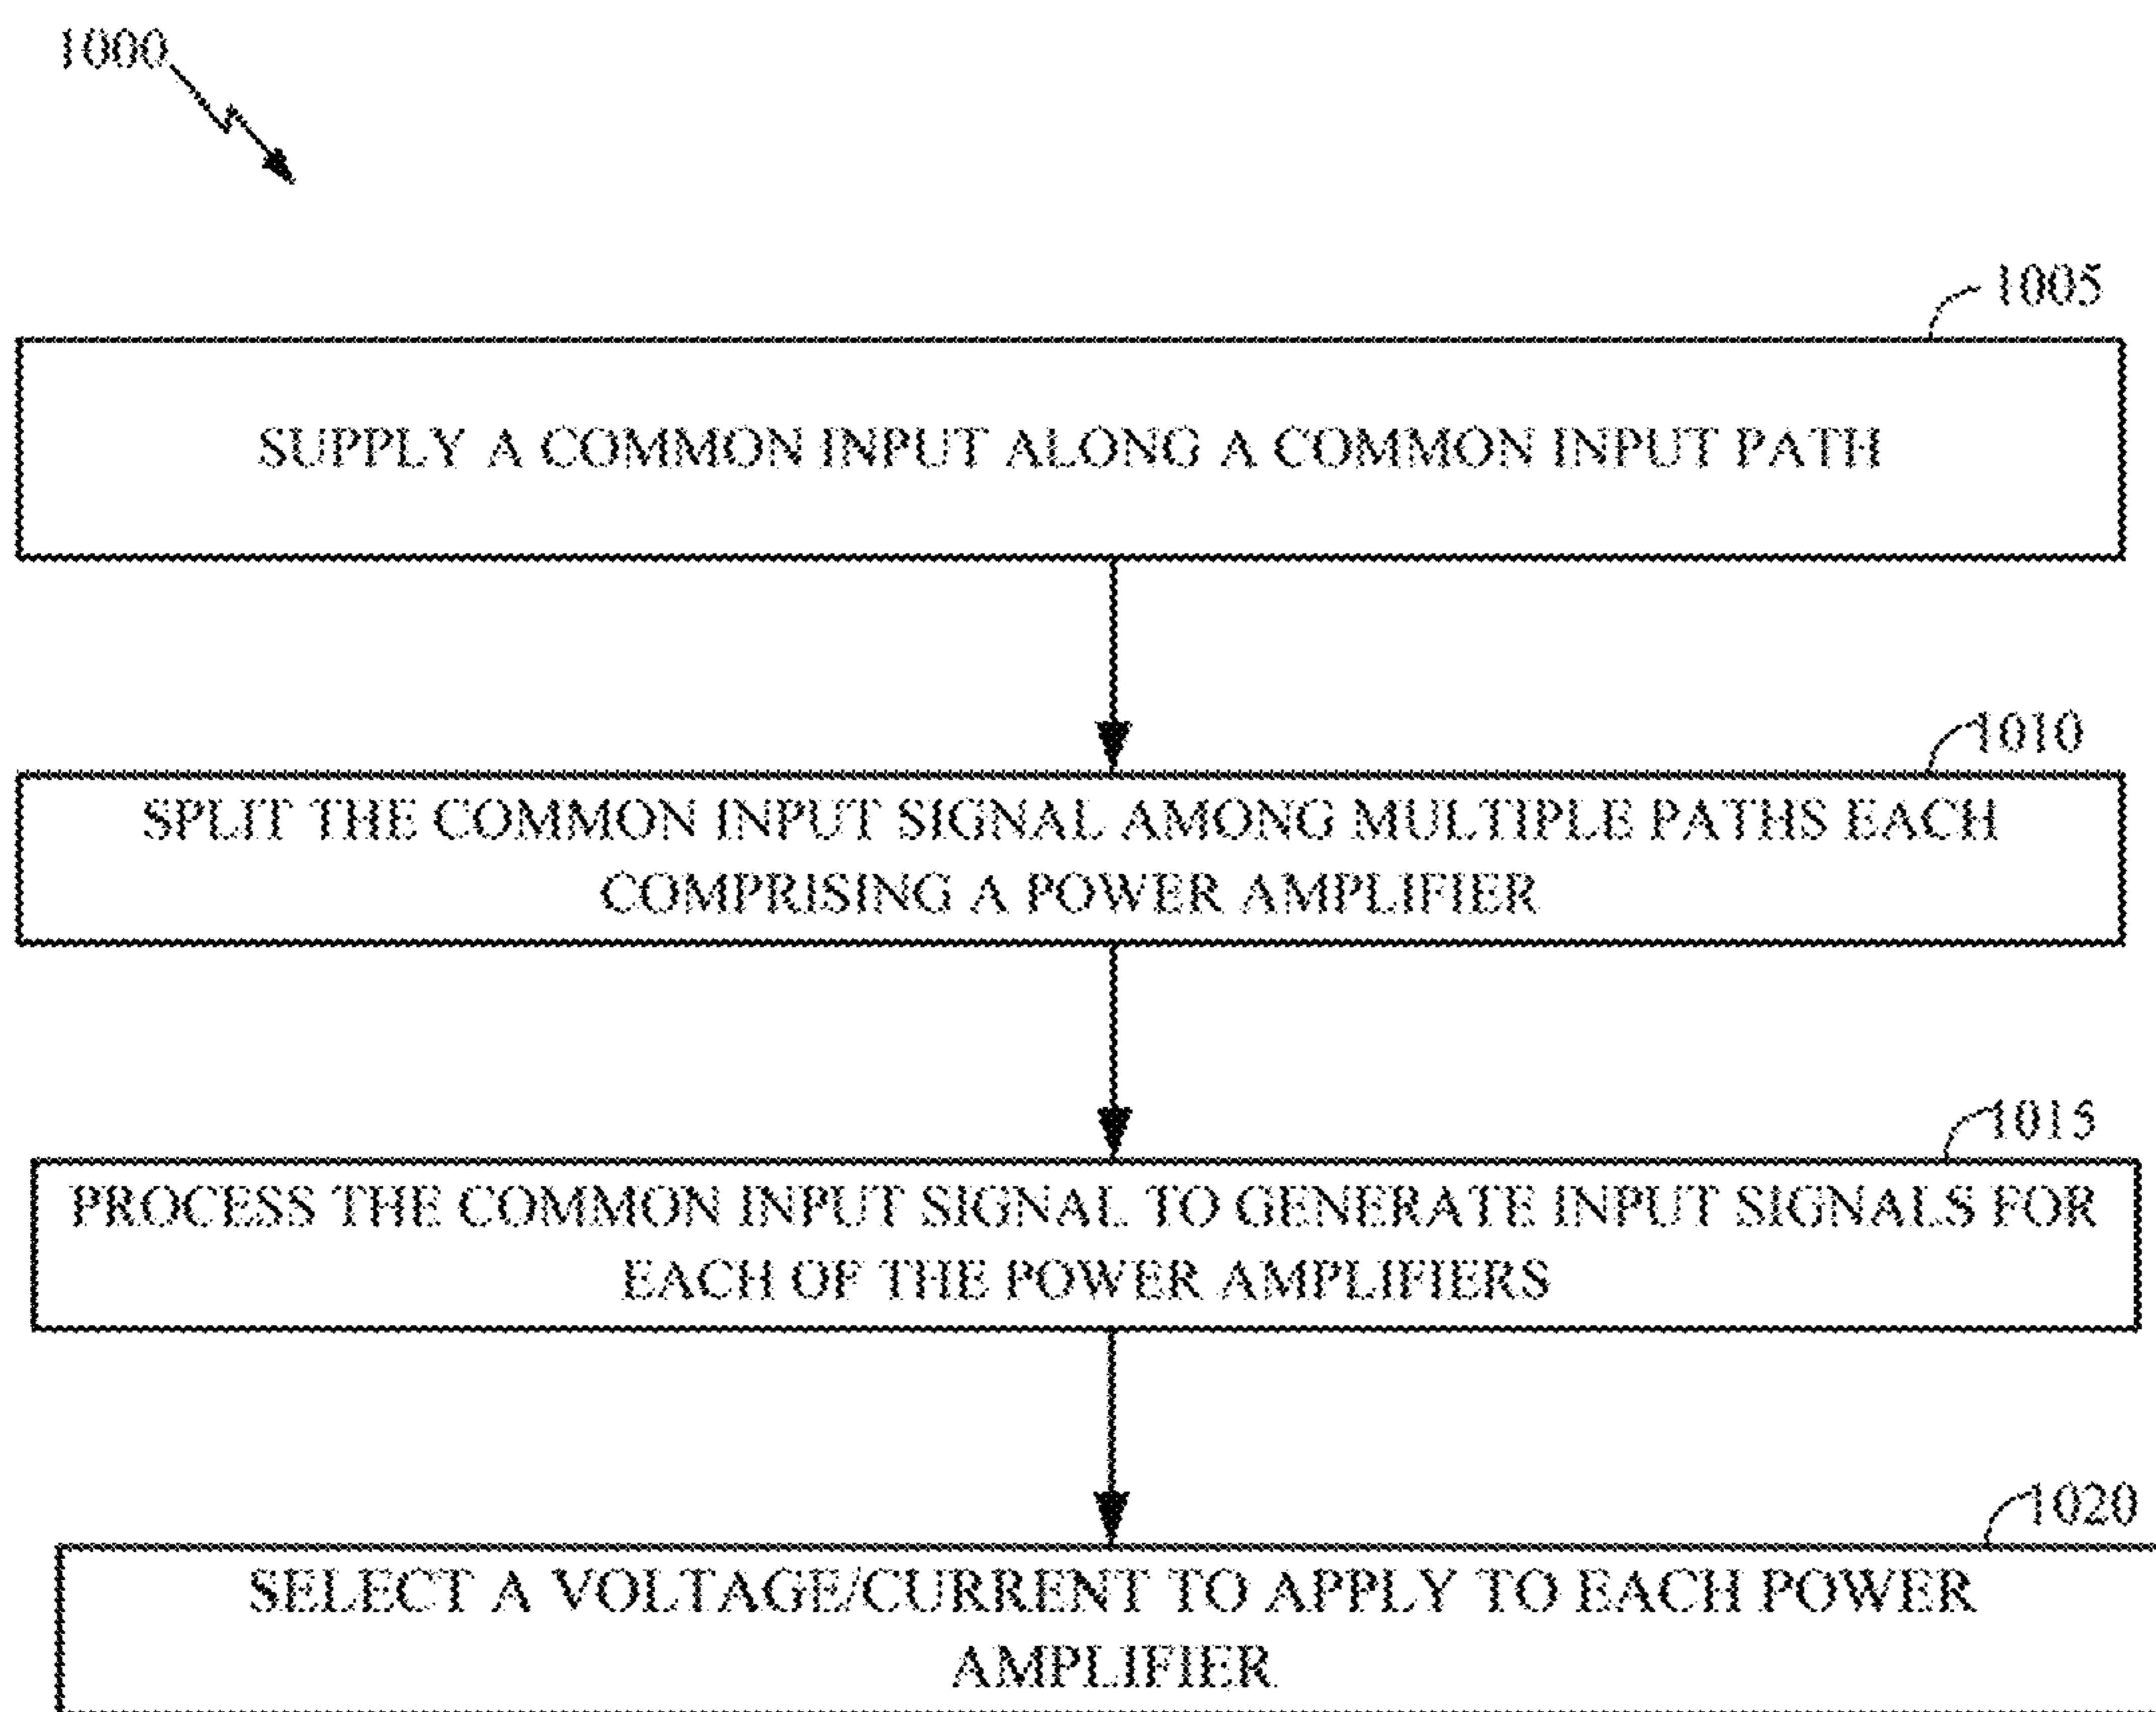 1000
1005
SUPPLY A COMMON INPUT ALONG A COMMON INPUT PATH
1010
SPLIT THE COMMON INPUT SIGNAL AMONG MULTIPLE PATHS EACH
COMPRISING A POWER AMPLIFIER
1015
PROCESS THE COMMON INPUT SIGNAL TO GENERATE INPUT SIGNALS FOR
EACH OF THE POWER AMPLIFIERS
1020
SELECT A VOLTAGE/CURRENT TO APPLY TO EACH POWER
AMPLIFIER